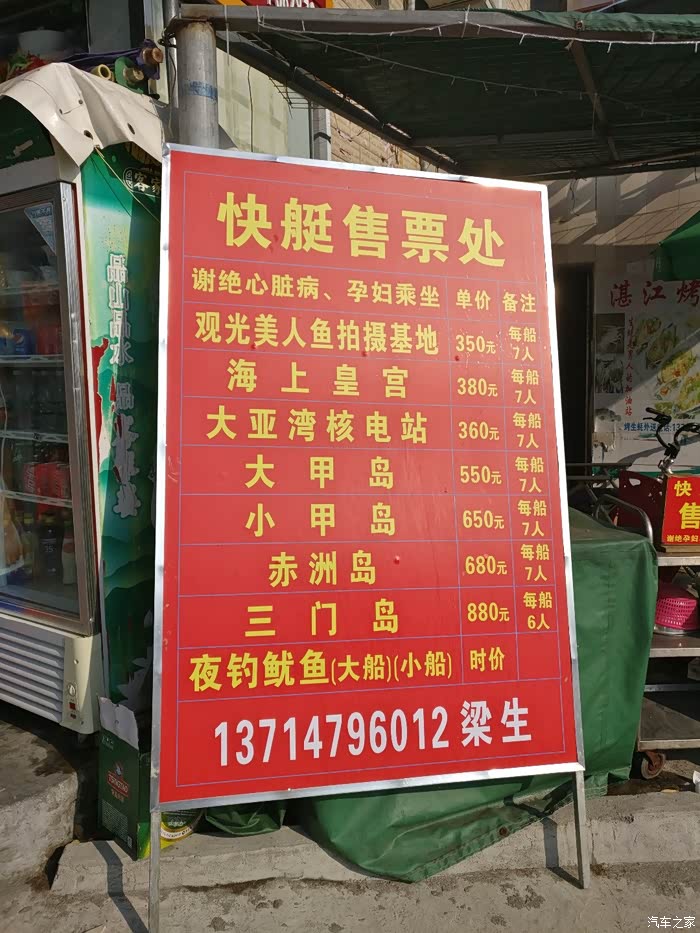 快艇售票处
谢绝心脏病、孕妇乘坐 单价 备注
观光美人鱼拍摄基地 350元 每船7人
海上皇宫 380元 每船7人
大亚湾核电站 360元 每船7人
大甲岛 550元 每船7人
小甲岛 650元 每船7人
赤洲岛 680元 每船7人
三门岛 880元 每船6人
夜钓鱿鱼(大船)(小船) 时价
13714796012 梁生
湛江烤
快
售
谢绝孕妇
汽车之家